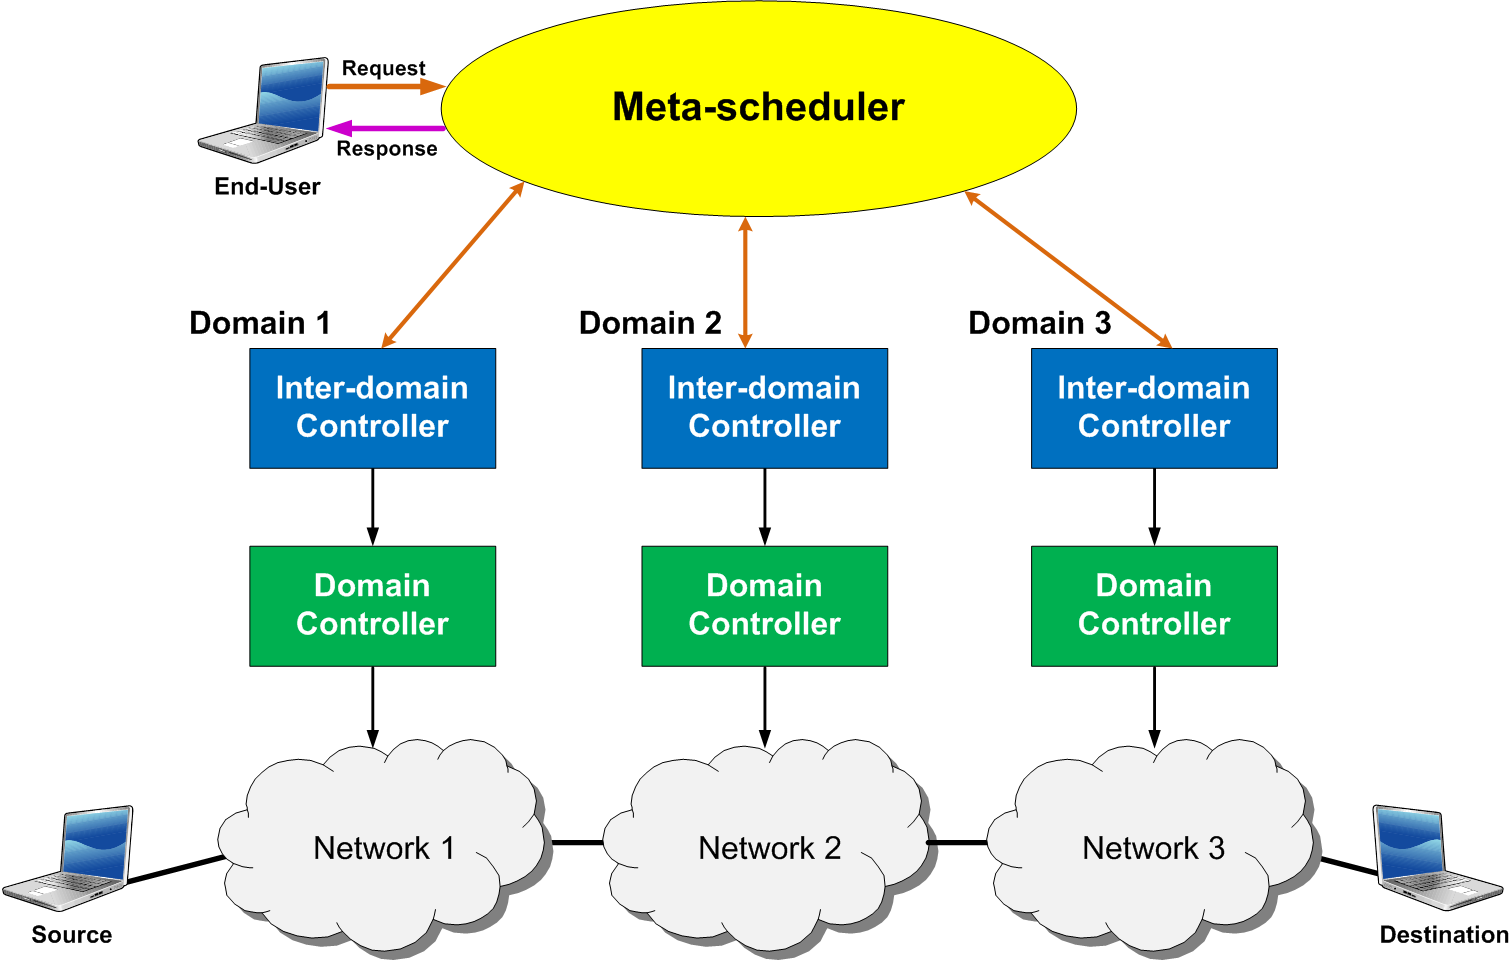 Request
Meta-scheduler
Response
End-User
Domain 1
Domain 2
Domain 3
Inter-domain
Controller
Inter-domain
Controller
Inter-domain
Controller
Domain
Controller
Domain
Controller
Domain
Controller
Network 1
Network 2
Network 3
Source
Destination